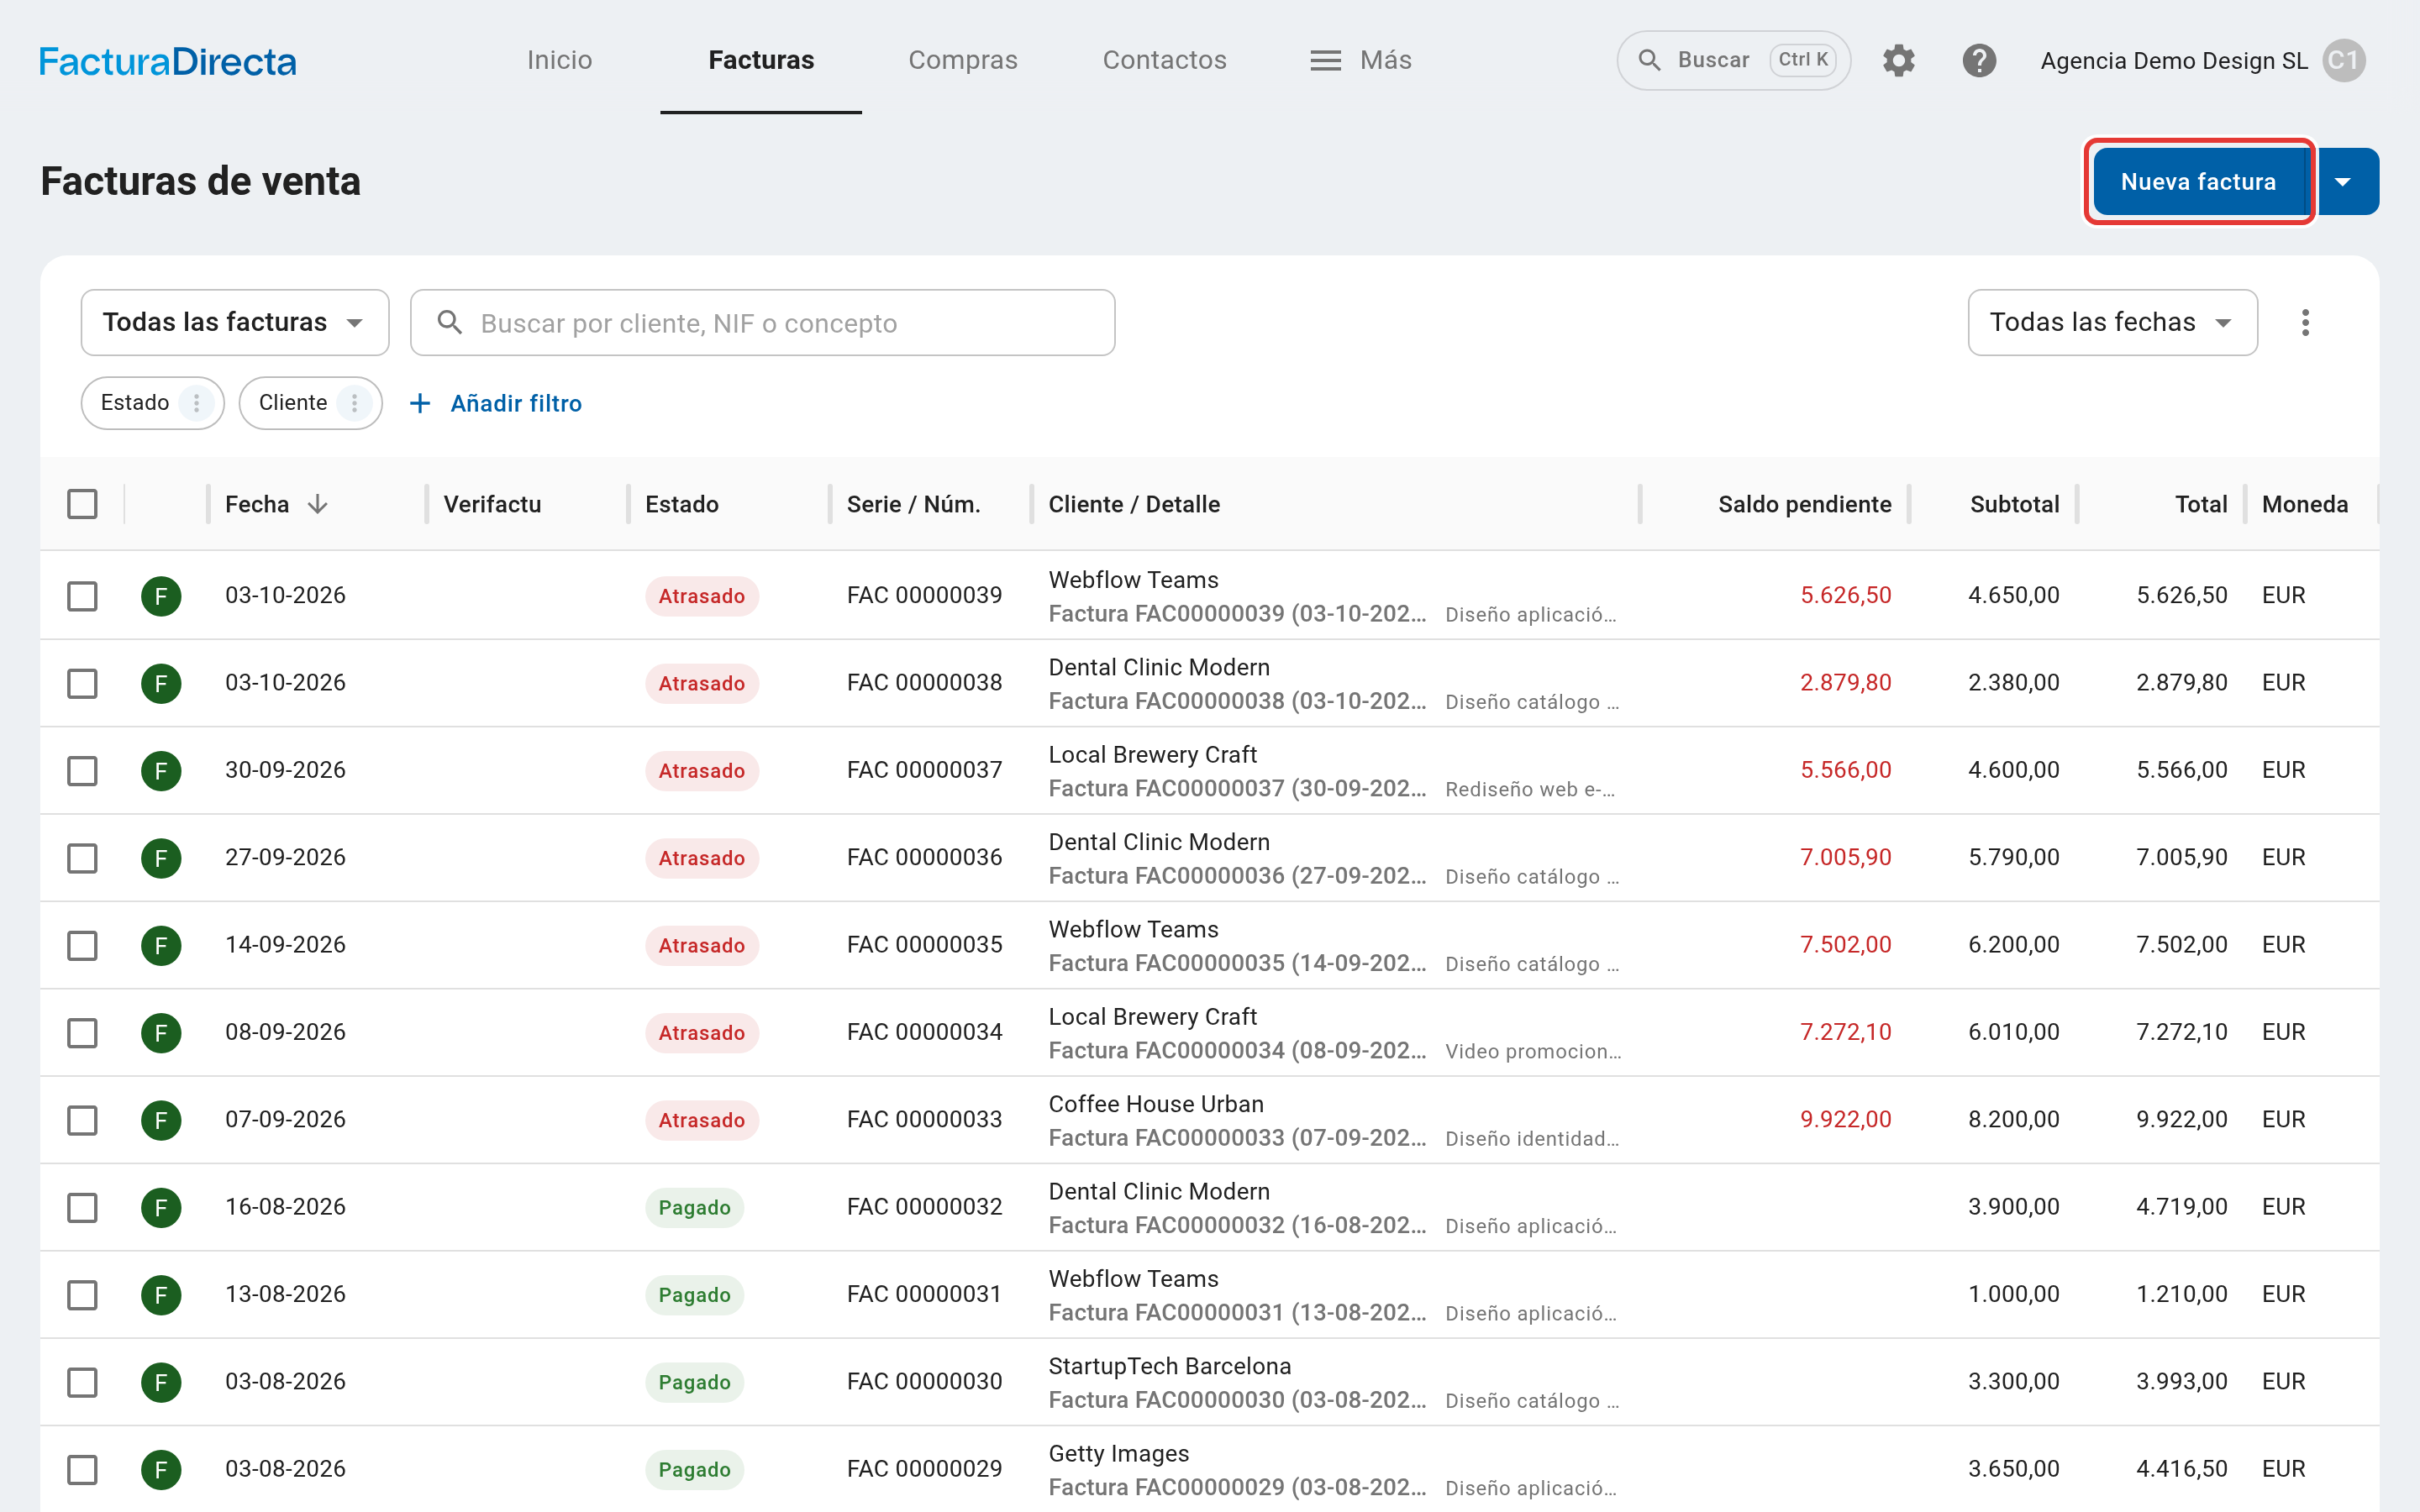 FacturaDirecta
Inicio
Facturas
Compras
Contactos
Más
Buscar
Ctrl K
Agencia Demo Design SL
C1
Facturas de venta
Nueva factura
Todas las facturas
Buscar por cliente, NIF o concepto
Todas las fechas
Estado
Cliente
Añadir filtro
Fecha Verifactu Estado Serie / Núm. Cliente / Detalle Saldo pendiente Subtotal Total Moneda
F 03-10-2026 Atrasado FAC 00000039 Webflow Teams 5.626,50 4.650,00 5.626,50 EUR
Factura FAC00000039 (03-10-202… Diseño aplicació…
F 03-10-2026 Atrasado FAC 00000038 Dental Clinic Modern 2.879,80 2.380,00 2.879,80 EUR
Factura FAC00000038 (03-10-202… Diseño catálogo …
F 30-09-2026 Atrasado FAC 00000037 Local Brewery Craft 5.566,00 4.600,00 5.566,00 EUR
Factura FAC00000037 (30-09-202… Rediseño web e-…
F 27-09-2026 Atrasado FAC 00000036 Dental Clinic Modern 7.005,90 5.790,00 7.005,90 EUR
Factura FAC00000036 (27-09-202… Diseño catálogo …
F 14-09-2026 Atrasado FAC 00000035 Webflow Teams 7.502,00 6.200,00 7.502,00 EUR
Factura FAC00000035 (14-09-202… Diseño catálogo …
F 08-09-2026 Atrasado FAC 00000034 Local Brewery Craft 7.272,10 6.010,00 7.272,10 EUR
Factura FAC00000034 (08-09-202… Video promocion…
F 07-09-2026 Atrasado FAC 00000033 Coffee House Urban 9.922,00 8.200,00 9.922,00 EUR
Factura FAC00000033 (07-09-202… Diseño identidad…
F 16-08-2026 Pagado FAC 00000032 Dental Clinic Modern 3.900,00 4.719,00 EUR
Factura FAC00000032 (16-08-202… Diseño aplicació…
F 13-08-2026 Pagado FAC 00000031 Webflow Teams 1.000,00 1.210,00 EUR
Factura FAC00000031 (13-08-202… Diseño aplicació…
F 03-08-2026 Pagado FAC 00000030 StartupTech Barcelona 3.300,00 3.993,00 EUR
Factura FAC00000030 (03-08-202… Diseño catálogo …
F 03-08-2026 Pagado FAC 00000029 Getty Images 3.650,00 4.416,50 EUR
Factura FAC00000029 (03-08-202… Diseño aplicació…